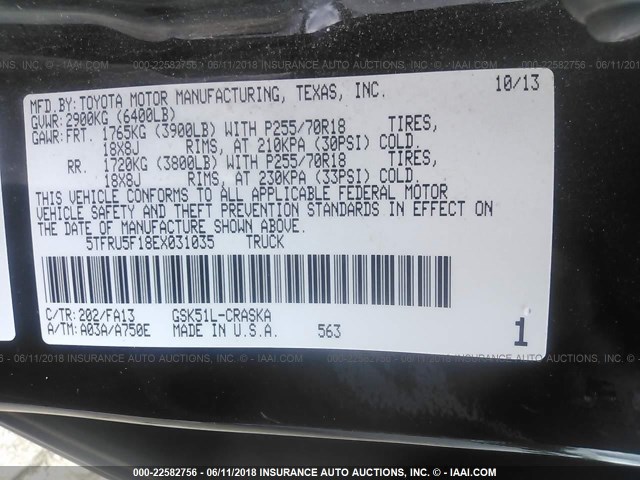 MFD.BY:TOYOTA MOTOR MANUFACTURING, TEXAS, INC. 10/13
GVWR:2900KG (6400LB)
GAWR:FRT. 1765KG (3900LB) WITH P255/70R18 TIRES,
18X8J RIMS, AT 210KPA (30PSI) COLD.
RR. 1720KG (3800LB) WITH P255/70R18 TIRES,
18X8J RIMS, AT 230KPA (33PSI) COLD.
THIS VEHICLE CONFORMS TO ALL APPLICABLE FEDERAL MOTOR
VEHICLE SAFETY AND THEFT PREVENTION STANDARDS IN EFFECT ON
THE DATE OF MANUFACTURE SHOWN ABOVE.
5TFRU5F18EX031035 TRUCK
C/TR:202/FA13 GSK51L-CRASKA
A/TM:A03A/A750E MADE IN U.S.A. 563 1
000-22582756 - 06/11/2018 INSURANCE AUTO AUCTIONS, INC. © - IAAI.COM